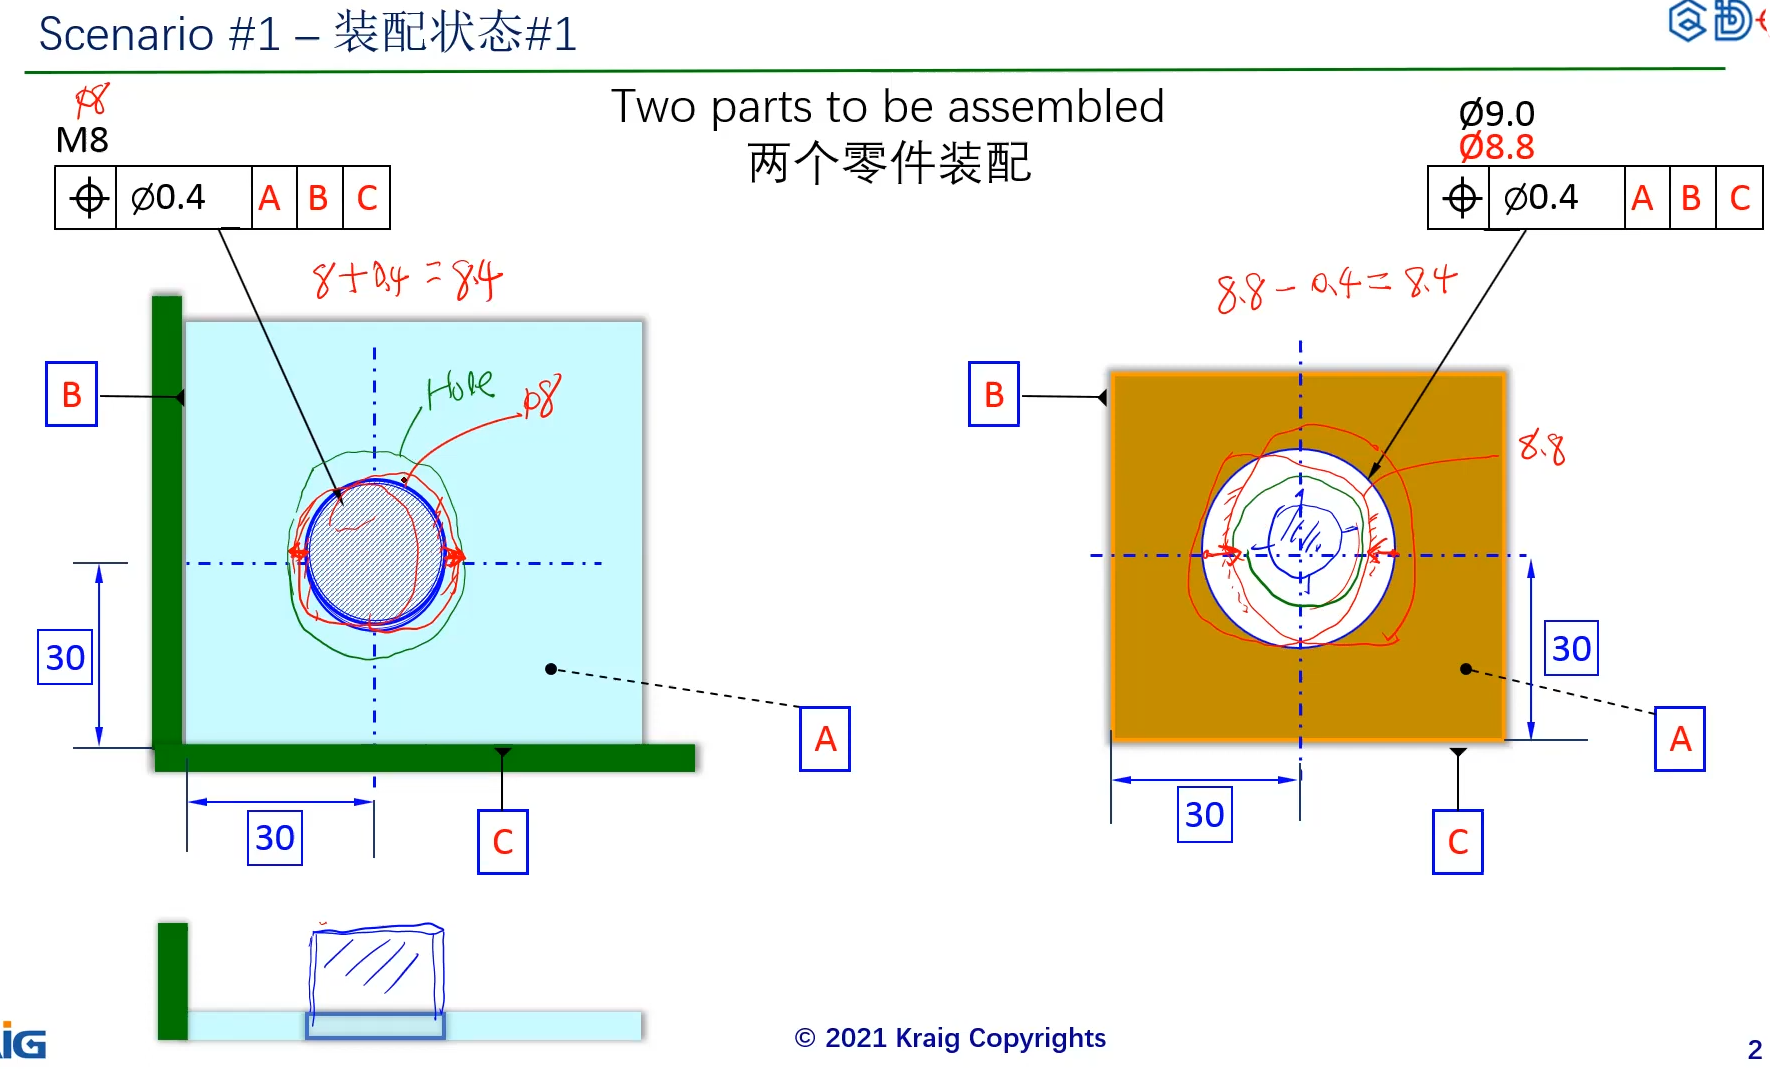 Scenario #1 – 装配状态#1
Two parts to be assembled
两个零件装配
ø8
M8
⌖ Ø0.4 A B C
8+0.4=8.4
Ø9.0
Ø8.8
⌖ Ø0.4 A B C
8.8-0.4=8.4
B
Hole
ø8
30
30
A
C
B
8.8
30
30
A
C
iG
© 2021 Kraig Copyrights
2